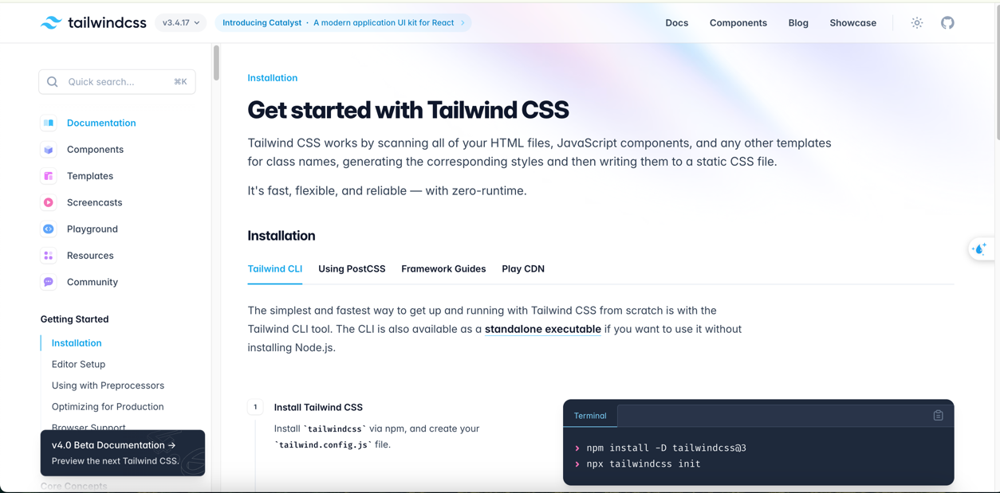 tailwindcss v3.4.17 Introducing Catalyst · A modern application UI kit for React Docs Components Blog Showcase
Quick search... ⌘K
Documentation
Components
Templates
Screencasts
Playground
Resources
Community
Getting Started
Installation
Editor Setup
Using with Preprocessors
Optimizing for Production
Browser Support
v4.0 Beta Documentation →
Preview the next Tailwind CSS.
Core Concepts
Installation
Get started with Tailwind CSS
Tailwind CSS works by scanning all of your HTML files, JavaScript components, and any other templates
for class names, generating the corresponding styles and then writing them to a static CSS file.
It's fast, flexible, and reliable — with zero-runtime.
Installation
Tailwind CLI Using PostCSS Framework Guides Play CDN
The simplest and fastest way to get up and running with Tailwind CSS from scratch is with the
Tailwind CLI tool. The CLI is also available as a standalone executable if you want to use it without
installing Node.js.
1 Install Tailwind CSS
Install `tailwindcss` via npm, and create your
`tailwind.config.js` file.
Terminal
› npm install -D tailwindcss@3
› npx tailwindcss init